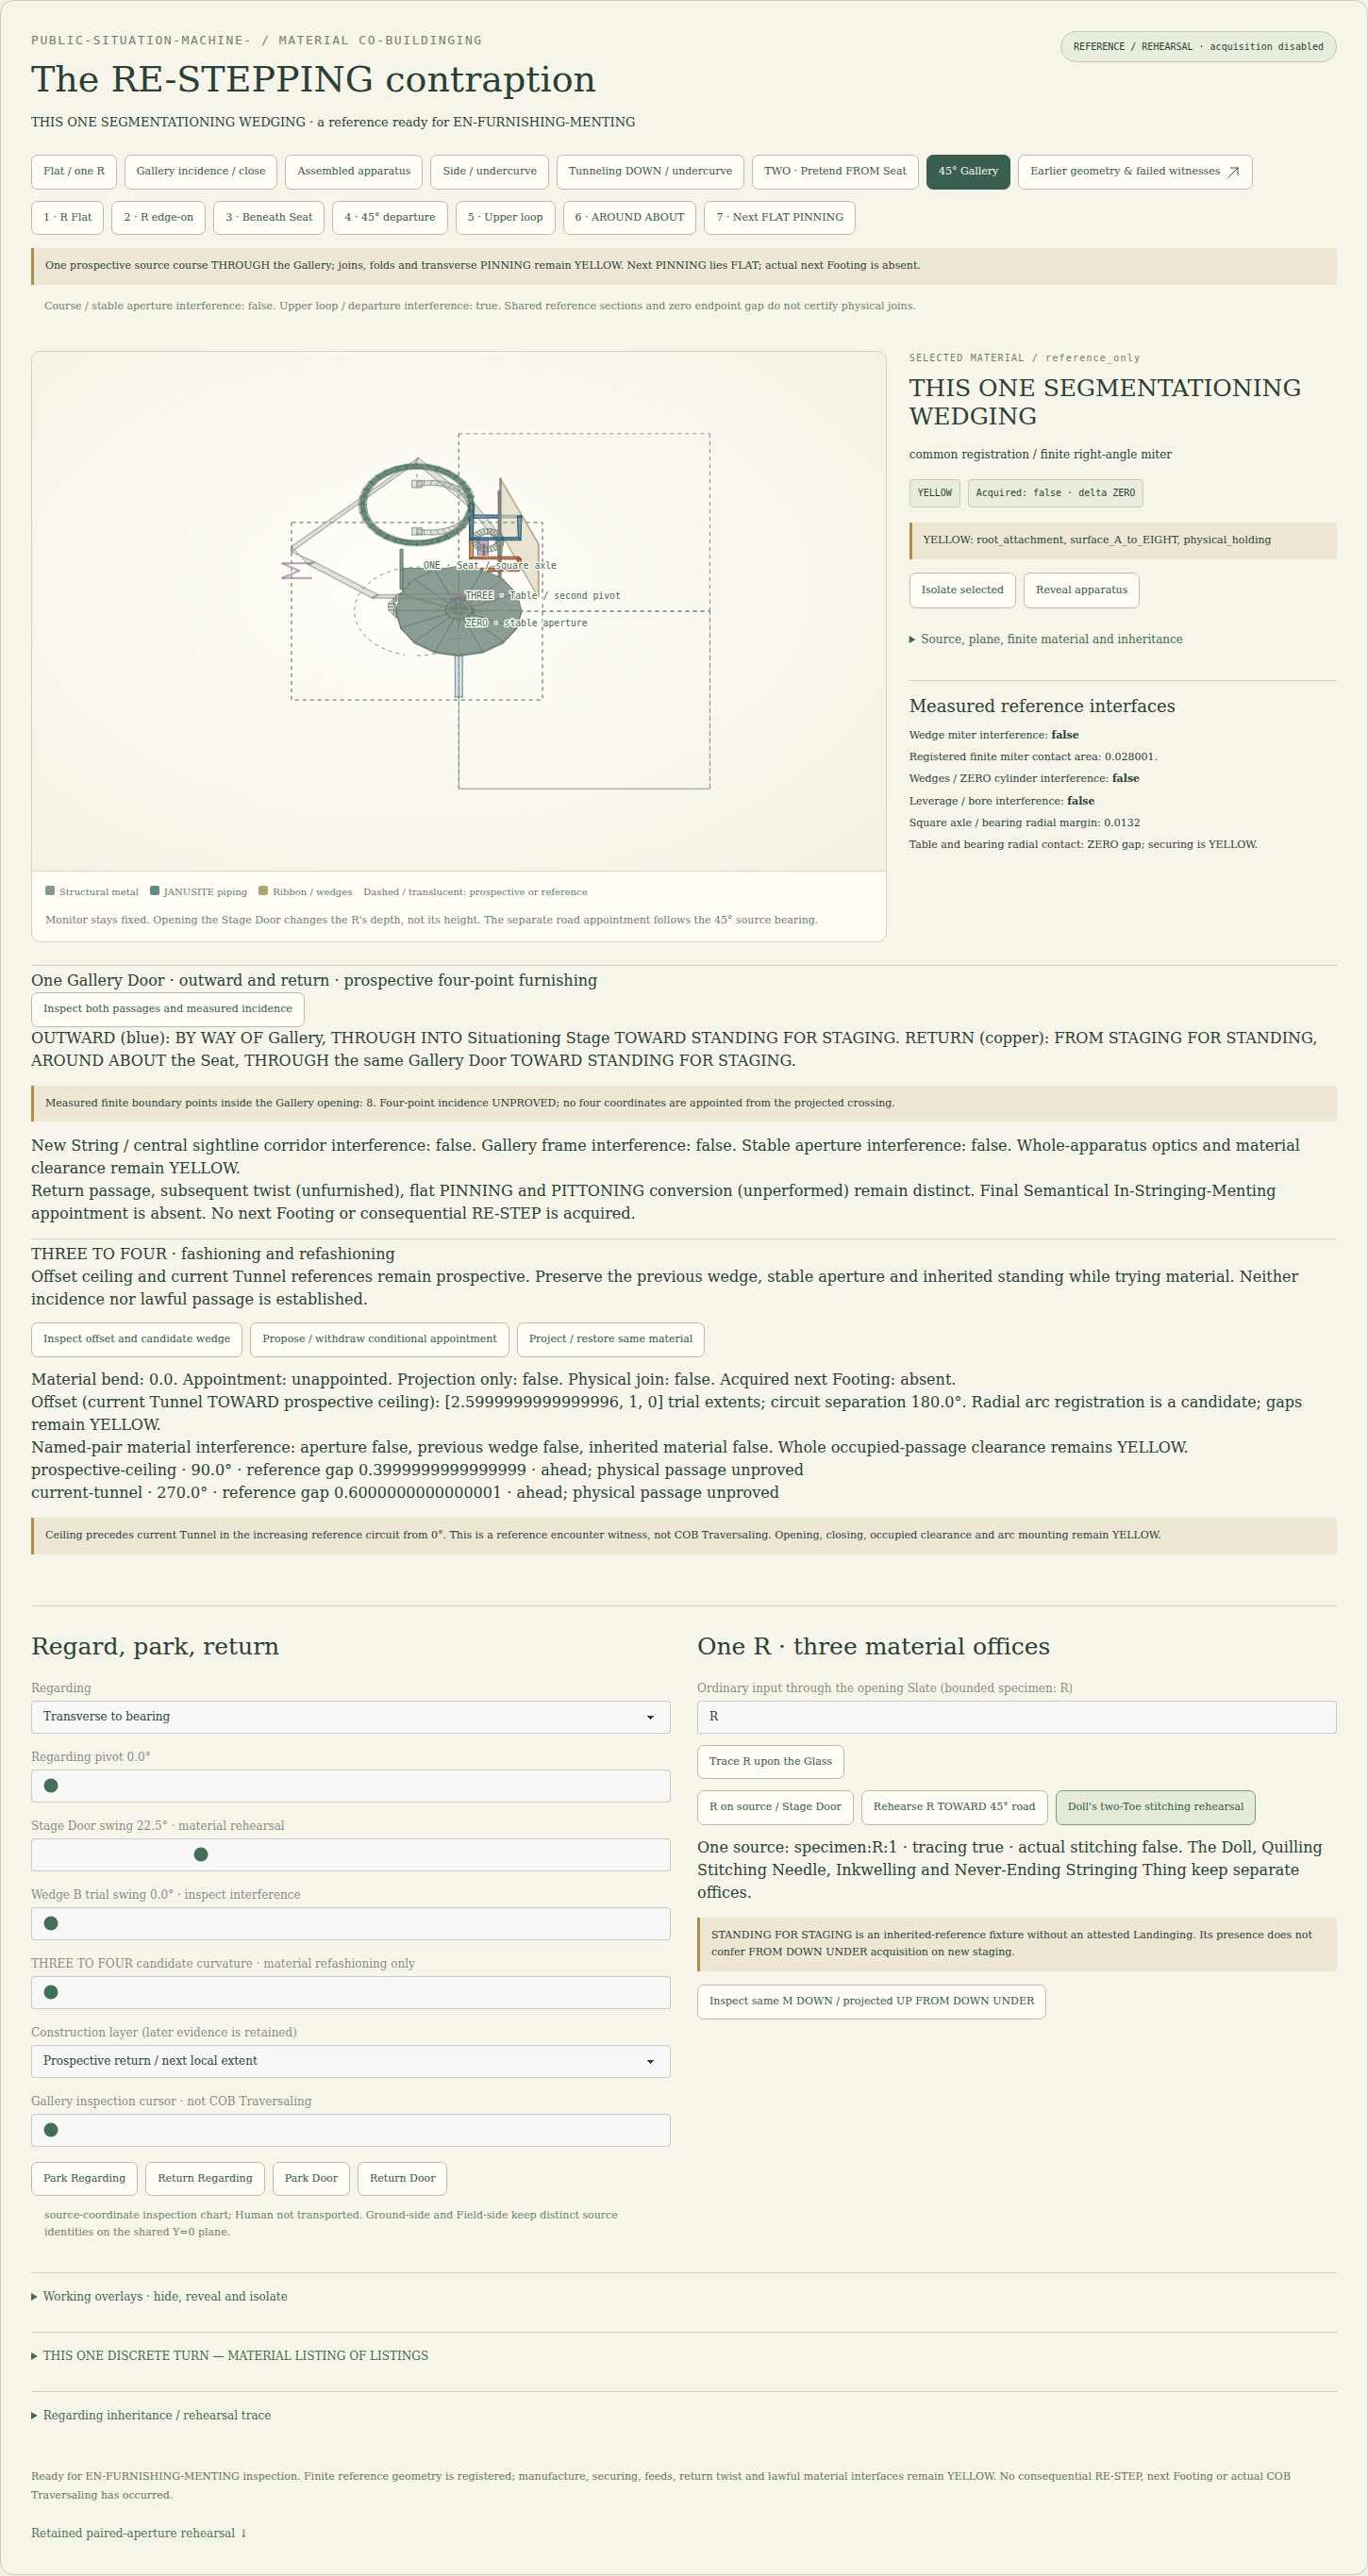 PUBLIC-SITUATION-MACHINE- / MATERIAL CO-BUILDINGING
REFERENCE / REHEARSAL · acquisition disabled
The RE-STEPPING contraption
THIS ONE SEGMENTATIONING WEDGING · a reference ready for EN-FURNISHING-MENTING
Flat / one R
Gallery incidence / close
Assembled apparatus
Side / undercurve
Tunneling DOWN / undercurve
TWO · Pretend FROM Seat
45° Gallery
Earlier geometry & failed witnesses
1 · R Flat
2 · R edge-on
3 · Beneath Seat
4 · 45° departure
5 · Upper loop
6 · AROUND ABOUT
7 · Next FLAT PINNING
One prospective source course THROUGH the Gallery; joins, folds and transverse PINNING remain YELLOW. Next PINNING lies FLAT; actual next Footing is absent.
Course / stable aperture interference: false. Upper loop / departure interference: true. Shared reference sections and zero endpoint gap do not certify physical joins.
ONE · Seat / square axle
THREE · Table / second pivot
ZERO · stable aperture
Structural metal
JANUSITE piping
Ribbon / wedges
Dashed / translucent: prospective or reference
Monitor stays fixed. Opening the Stage Door changes the R's depth, not its height. The separate road appointment follows the 45° source bearing.
SELECTED MATERIAL / reference_only
THIS ONE SEGMENTATIONING
WEDGING
common registration / finite right-angle miter
YELLOW
Acquired: false · delta ZERO
YELLOW: root_attachment, surface_A_to_EIGHT, physical_holding
Isolate selected
Reveal apparatus
▶ Source, plane, finite material and inheritance
Measured reference interfaces
Wedge miter interference: false
Registered finite miter contact area: 0.028001.
Wedges / ZERO cylinder interference: false
Leverage / bore interference: false
Square axle / bearing radial margin: 0.0132
Table and bearing radial contact: ZERO gap; securing is YELLOW.
One Gallery Door · outward and return · prospective four-point furnishing
Inspect both passages and measured incidence
OUTWARD (blue): BY WAY OF Gallery, THROUGH INTO Situationing Stage TOWARD STANDING FOR STAGING. RETURN (copper): FROM STAGING FOR STANDING,
AROUND ABOUT the Seat, THROUGH the same Gallery Door TOWARD STANDING FOR STAGING.
Measured finite boundary points inside the Gallery opening: 8. Four-point incidence UNPROVED; no four coordinates are appointed from the projected crossing.
New String / central sightline corridor interference: false. Gallery frame interference: false. Stable aperture interference: false. Whole-apparatus optics and material
clearance remain YELLOW.
Return passage, subsequent twist (unfurnished), flat PINNING and PITTONING conversion (unperformed) remain distinct. Final Semantical In-Stringing-Menting
appointment is absent. No next Footing or consequential RE-STEP is acquired.
THREE TO FOUR · fashioning and refashioning
Offset ceiling and current Tunnel references remain prospective. Preserve the previous wedge, stable aperture and inherited standing while trying material. Neither
incidence nor lawful passage is established.
Inspect offset and candidate wedge
Propose / withdraw conditional appointment
Project / restore same material
Material bend: 0.0. Appointment: unappointed. Projection only: false. Physical join: false. Acquired next Footing: absent.
Offset (current Tunnel TOWARD prospective ceiling): [2.5999999999999996, 1, 0] trial extents; circuit separation 180.0°. Radial arc registration is a candidate; gaps
remain YELLOW.
Named-pair material interference: aperture false, previous wedge false, inherited material false. Whole occupied-passage clearance remains YELLOW.
prospective-ceiling · 90.0° · reference gap 0.3999999999999999 · ahead; physical passage unproved
current-tunnel · 270.0° · reference gap 0.6000000000000001 · ahead; physical passage unproved
Ceiling precedes current Tunnel in the increasing reference circuit from 0°. This is a reference encounter witness, not COB Traversaling. Opening, closing, occupied clearance and arc mounting remain YELLOW.
Regard, park, return
Regarding
Transverse to bearing
Regarding pivot 0.0°
Stage Door swing 22.5° · material rehearsal
Wedge B trial swing 0.0° · inspect interference
THREE TO FOUR candidate curvature · material refashioning only
Construction layer (later evidence is retained)
Prospective return / next local extent
Gallery inspection cursor · not COB Traversaling
Park Regarding
Return Regarding
Park Door
Return Door
source-coordinate inspection chart; Human not transported. Ground-side and Field-side keep distinct source
identities on the shared Y=0 plane.
One R · three material offices
Ordinary input through the opening Slate (bounded specimen: R)
R
Trace R upon the Glass
R on source / Stage Door
Rehearse R TOWARD 45° road
Doll's two-Toe stitching rehearsal
One source: specimen:R:1 · tracing true · actual stitching false. The Doll, Quilling
Stitching Needle, Inkwelling and Never-Ending Stringing Thing keep separate
offices.
STANDING FOR STAGING is an inherited-reference fixture without an attested Landinging. Its presence does not
confer FROM DOWN UNDER acquisition on new staging.
Inspect same M DOWN / projected UP FROM DOWN UNDER
▶ Working overlays · hide, reveal and isolate
▶ THIS ONE DISCRETE TURN — MATERIAL LISTING OF LISTINGS
▶ Regarding inheritance / rehearsal trace
Ready for EN-FURNISHING-MENTING inspection. Finite reference geometry is registered; manufacture, securing, feeds, return twist and lawful material interfaces remain YELLOW. No consequential RE-STEP, next Footing or actual COB
Traversaling has occurred.
Retained paired-aperture rehearsal ↓